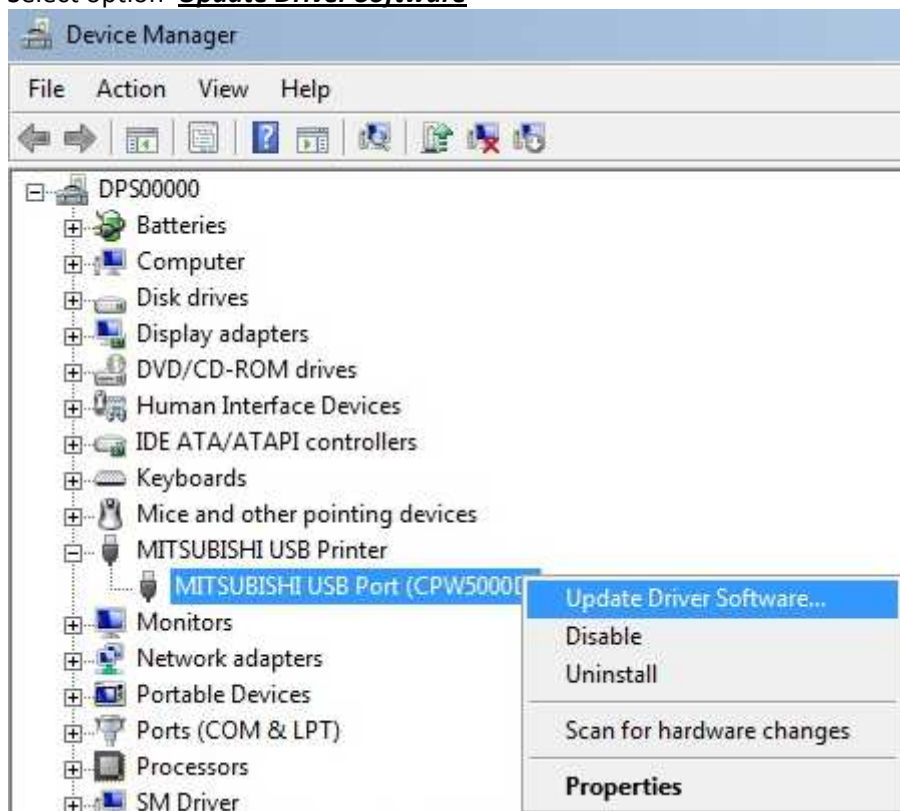 Select option Update Driver Software
Device Manager
File Action View Help
DPS00000
Batteries
Computer
Disk drives
Display adapters
DVD/CD-ROM drives
Human Interface Devices
IDE ATA/ATAPI controllers
Keyboards
Mice and other pointing devices
MITSUBISHI USB Printer
MITSUBISHI USB Port (CPW5000D
Update Driver Software...
Disable
Uninstall
Scan for hardware changes
Properties
Monitors
Network adapters
Portable Devices
Ports (COM & LPT)
Processors
SM Driver